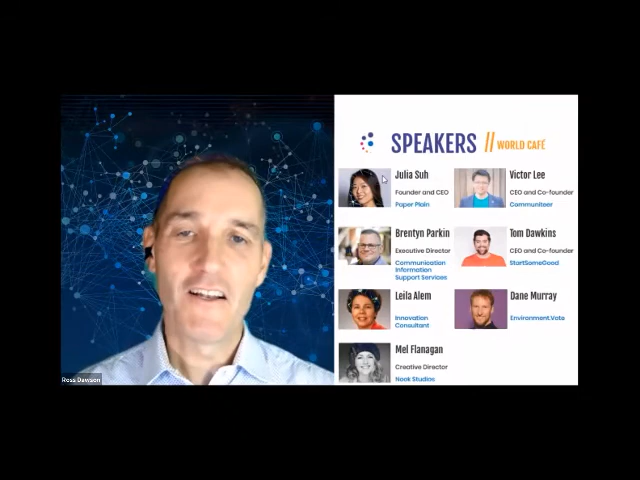 SPEAKERS // WORLD CAFÉ
Julia Suh
Founder and CEO
Paper Plain
Victor Lee
CEO and Co-founder
Communiteer
Brentyn Parkin
Executive Director
Communication
Information
Support Services
Tom Dawkins
CEO and Co-founder
StartSomeGood
Leila Alem
Innovation
Consultant
Dane Murray
Environment.Vote
Mel Flanagan
Creative Director
Nook Studios
Ross Dawson